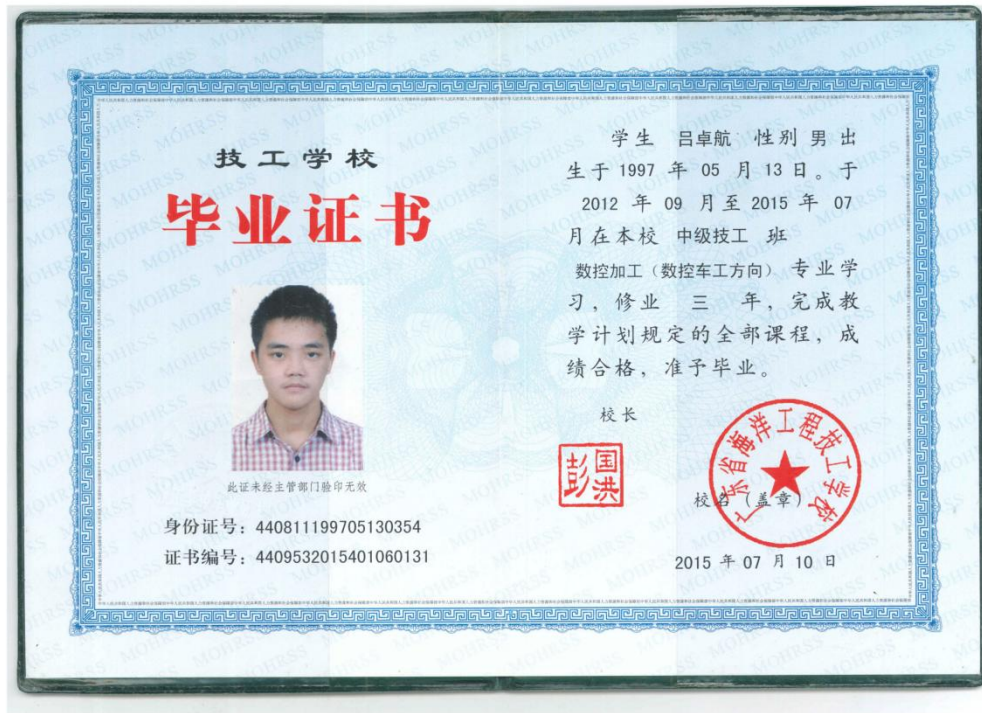 技工学校
毕业证书
此证未经主管部门验印无效
身份证号：440811199705130354
证书编号：4409532015401060131
学生 吕卓航 性别 男 出
生于 1997 年 05 月 13 日。于
2012 年 09 月至 2015 年 07
月在本校 中级技工 班
数控加工（数控车工方向） 专业学
习，修业 三 年，完成教
学计划规定的全部课程，成
绩合格，准予毕业。
校长
彭国洪
广东省海洋工程技工学校
校名（盖章）
2015 年 07 月 10 日
MOHRSS